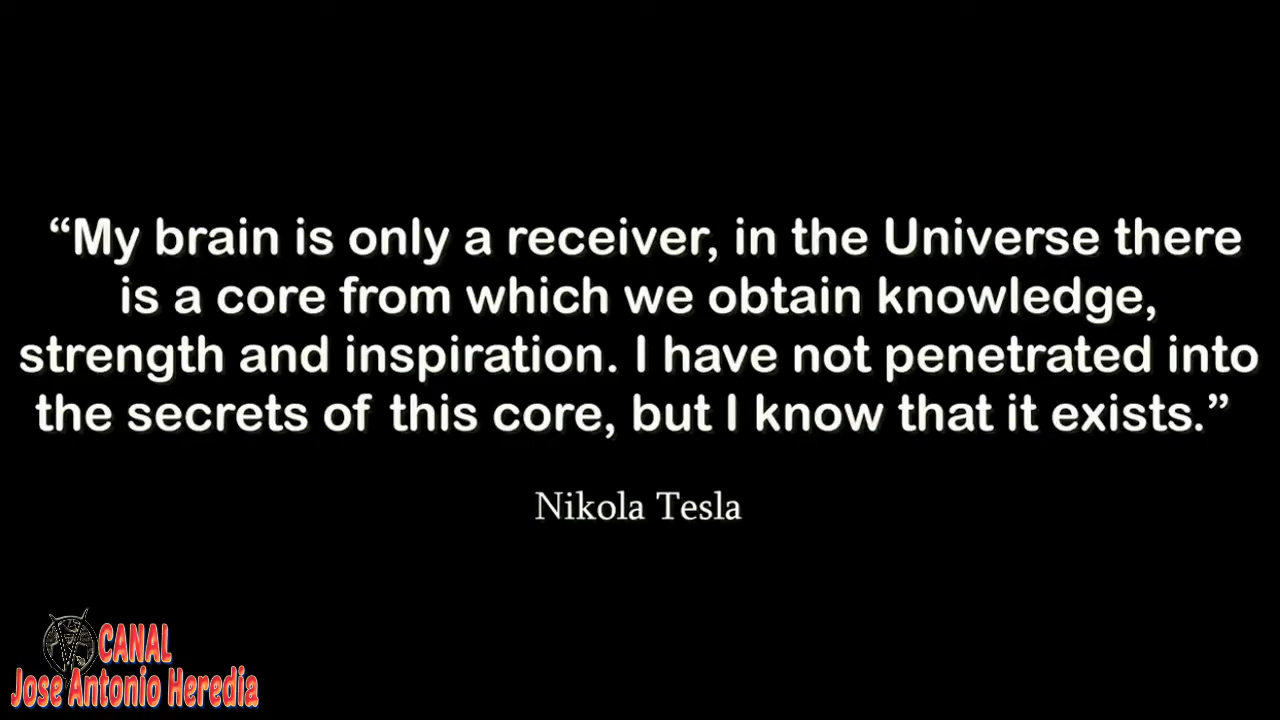 “My brain is only a receiver, in the Universe there
is a core from which we obtain knowledge,
strength and inspiration. I have not penetrated into
the secrets of this core, but I know that it exists.”
Nikola Tesla
CANAL
Jose Antonio Heredia